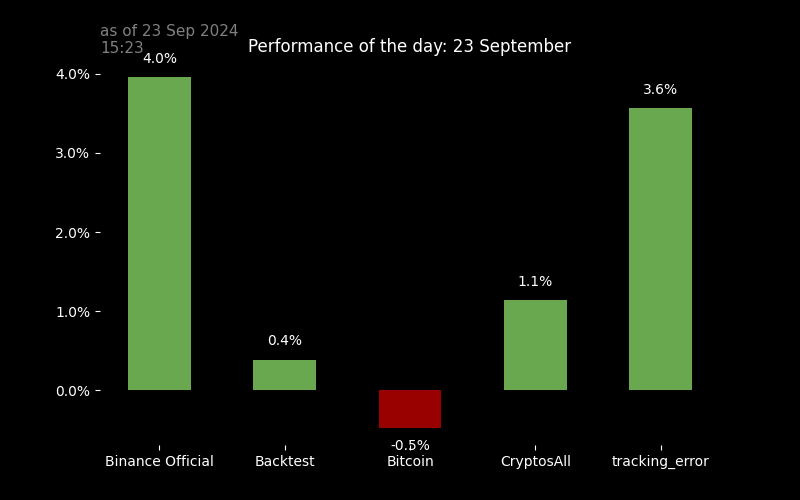 as of 23 Sep 2024
15:23
Performance of the day: 23 September
4.0%
3.0%
2.0%
1.0%
0.0%
4.0%
0.4%
-0.5%
1.1%
3.6%
Binance Official
Backtest
Bitcoin
CryptosAll
tracking_error